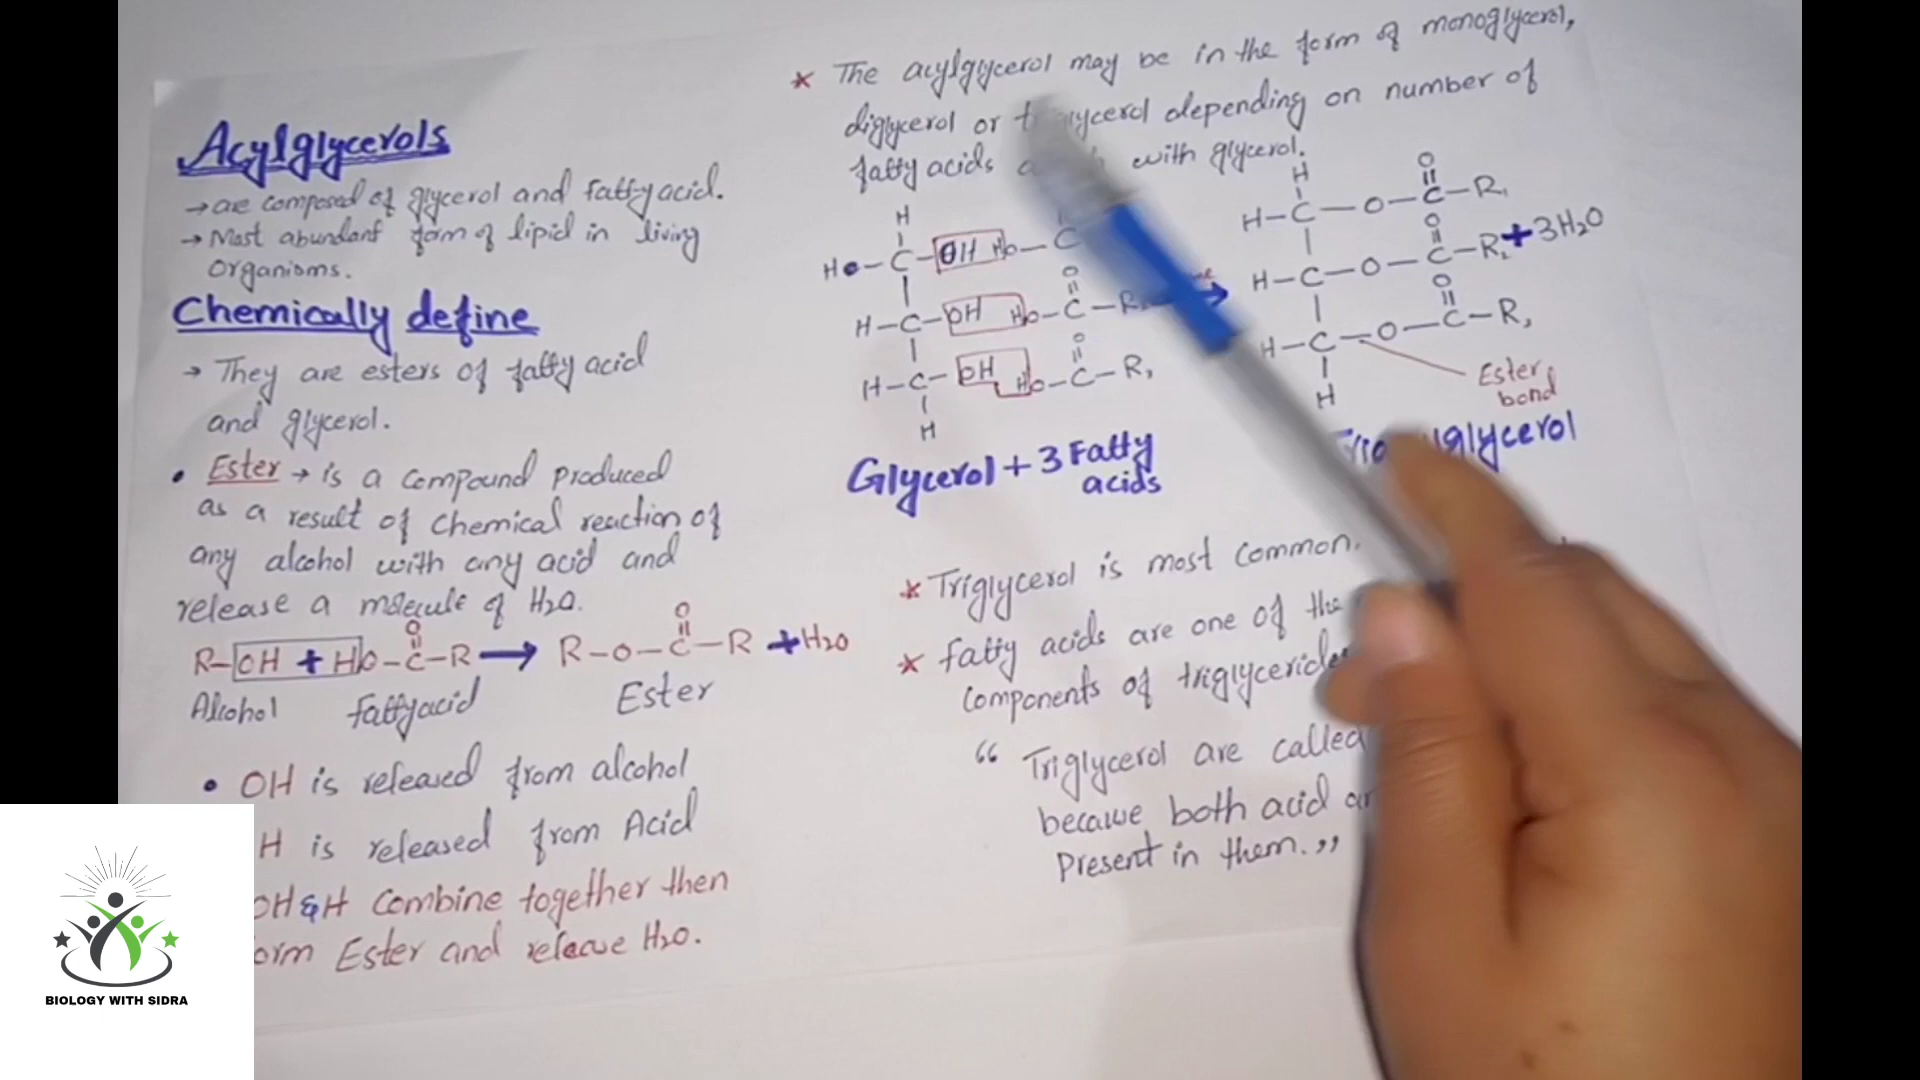 Acylglycerols
→ are composed of glycerol and fatty acid.
→ Most abundant form of lipid in living
organisms.
Chemically define
→ They are esters of fatty acid
and glycerol.
• Ester → is a compound produced
as a result of chemical reaction of
any alcohol with any acid and
release a molecule of H2O.
R-OH + HO-C-R → R-O-C-R + H2O
Alcohol Fattyacid Ester
• OH is released from alcohol
H is released from Acid
OH & H Combine together then
orm Ester and release H2O.
* The acylglycerol may be in the form of monoglycerol,
diglycerol or glycerol depending on number of
fatty acids with glycerol.
+ 3H2O
Ester
bond
Glycerol + 3 Fatty
acids
* Triglycerol is most common.
* fatty acids are one of the
components of triglyceride
“ Triglycerol are called
because both acid
Present in them.”
BIOLOGY WITH SIDRA